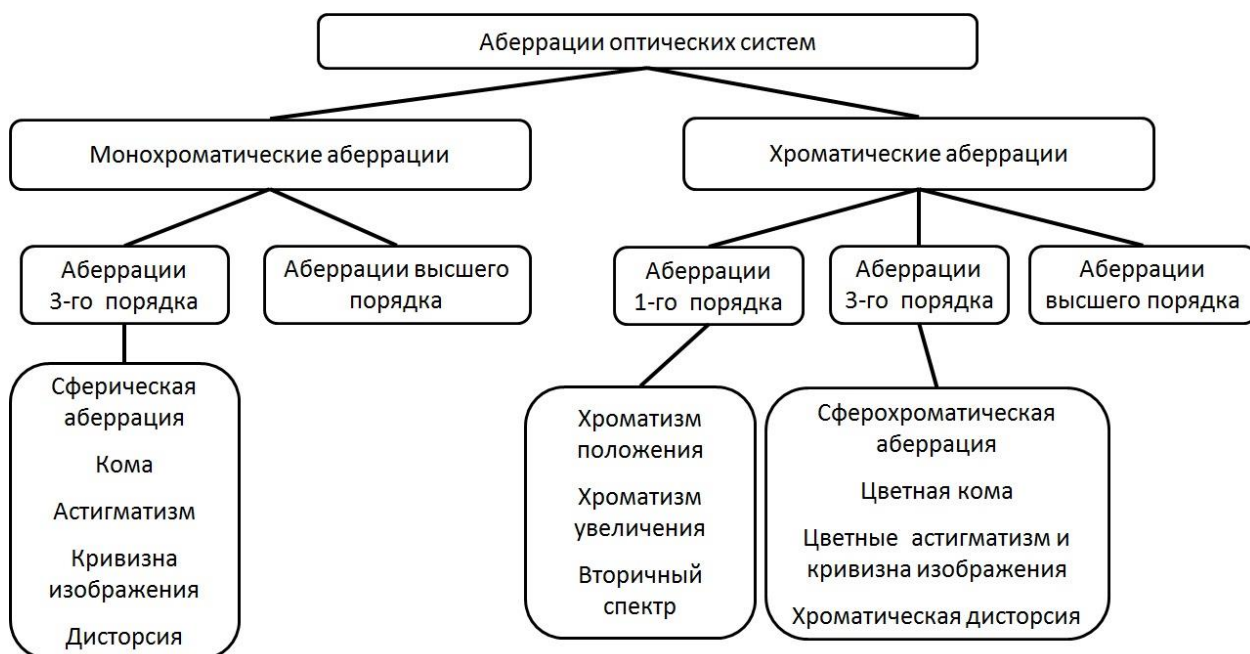 Аберрации оптических систем
Монохроматические аберрации
Хроматические аберрации
Аберрации
3-го порядка
Аберрации высшего
порядка
Аберрации
1-го порядка
Аберрации
3-го порядка
Аберрации
высшего порядка
Сферическая
аберрация
Кома
Астигматизм
Кривизна
изображения
Дисторсия
Хроматизм
положения
Хроматизм
увеличения
Вторичный
спектр
Сферохроматическая
аберрация
Цветная кома
Цветные астигматизм и
кривизна изображения
Хроматическая дисторсия